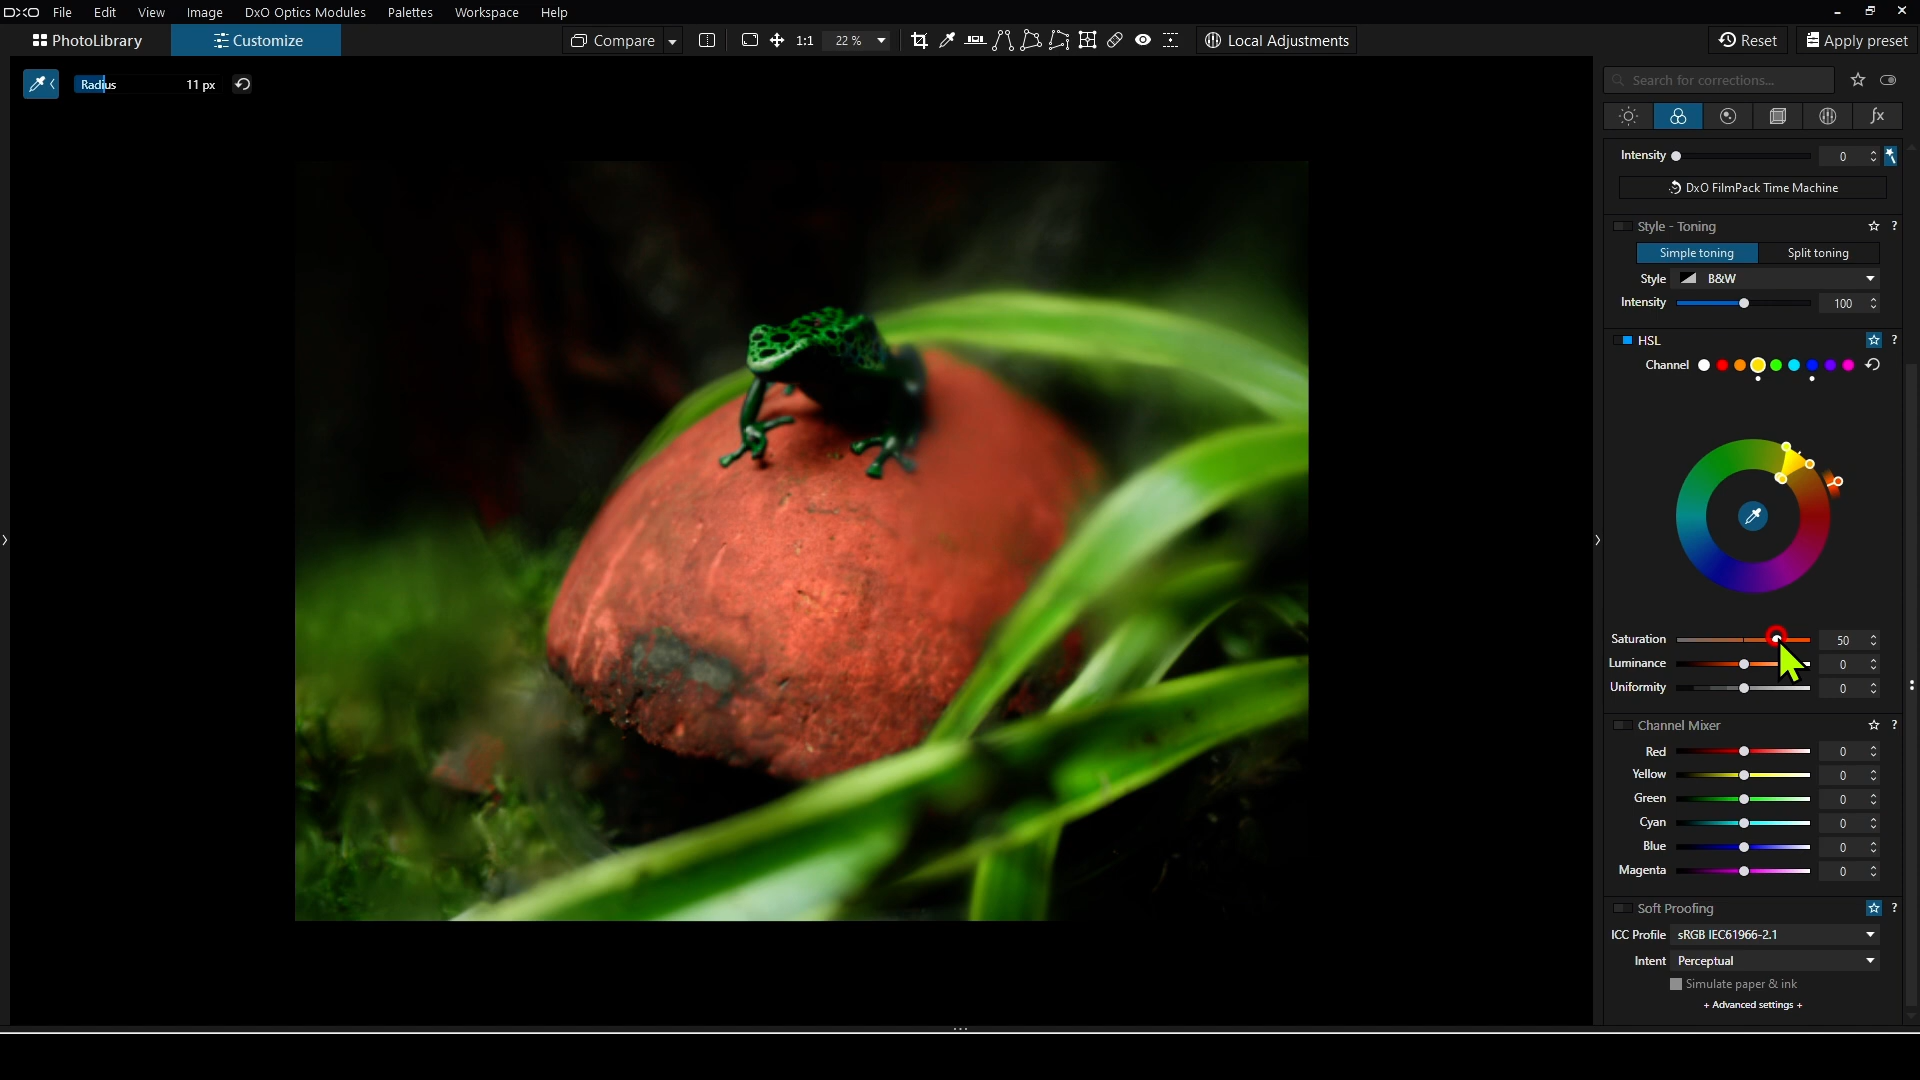 DXO File Edit View Image DxO Optics Modules Palettes Workspace Help
PhotoLibrary Customize Compare 1:1 22 % Local Adjustments Reset Apply preset
Radius 11 px
Search for corrections...
fx
Intensity 0
DxO FilmPack Time Machine
Style - Toning ?
Simple toning Split toning
Style B&W
Intensity 100
HSL ?
Channel
Saturation 50
Luminance 0
Uniformity 0
Channel Mixer ?
Red 0
Yellow 0
Green 0
Cyan 0
Blue 0
Magenta 0
Soft Proofing ?
ICC Profile sRGB IEC61966-2.1
Intent Perceptual
Simulate paper & ink
+ Advanced settings +